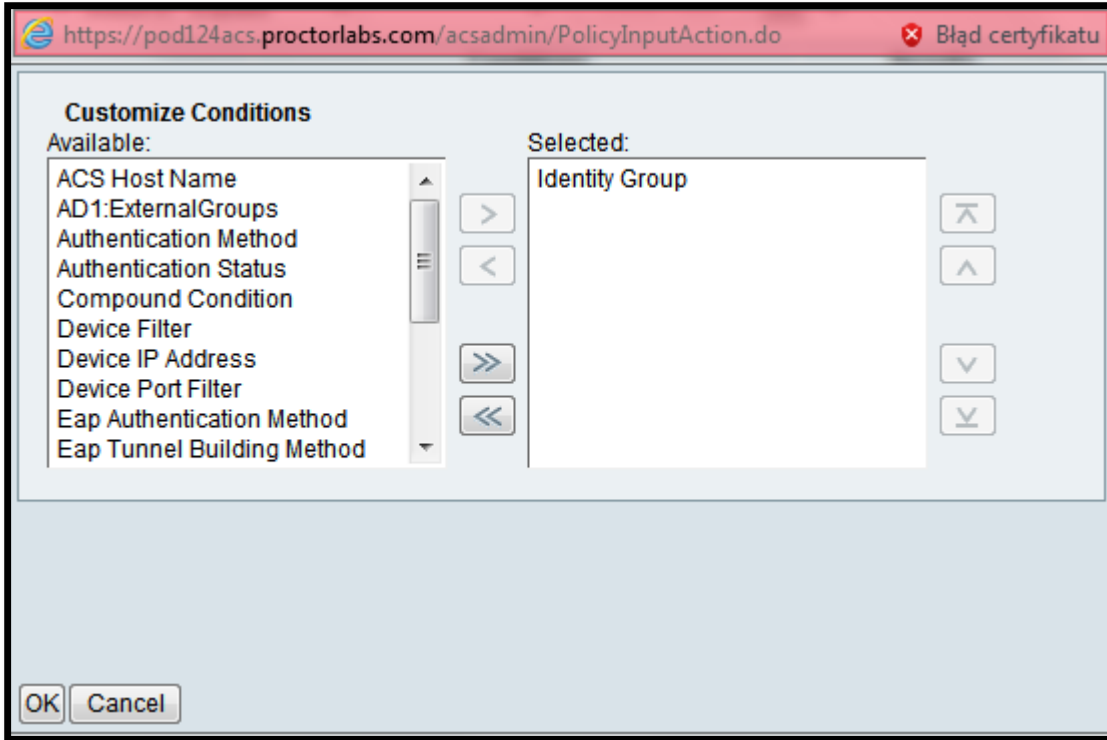 https://pod124acs.proctorlabs.com/acsadmin/PolicyInputAction.do Błąd certyfikatu
Customize Conditions
Available:
ACS Host Name
AD1:ExternalGroups
Authentication Method
Authentication Status
Compound Condition
Device Filter
Device IP Address
Device Port Filter
Eap Authentication Method
Eap Tunnel Building Method
>
<
>>
<<
Selected:
Identity Group
OK Cancel